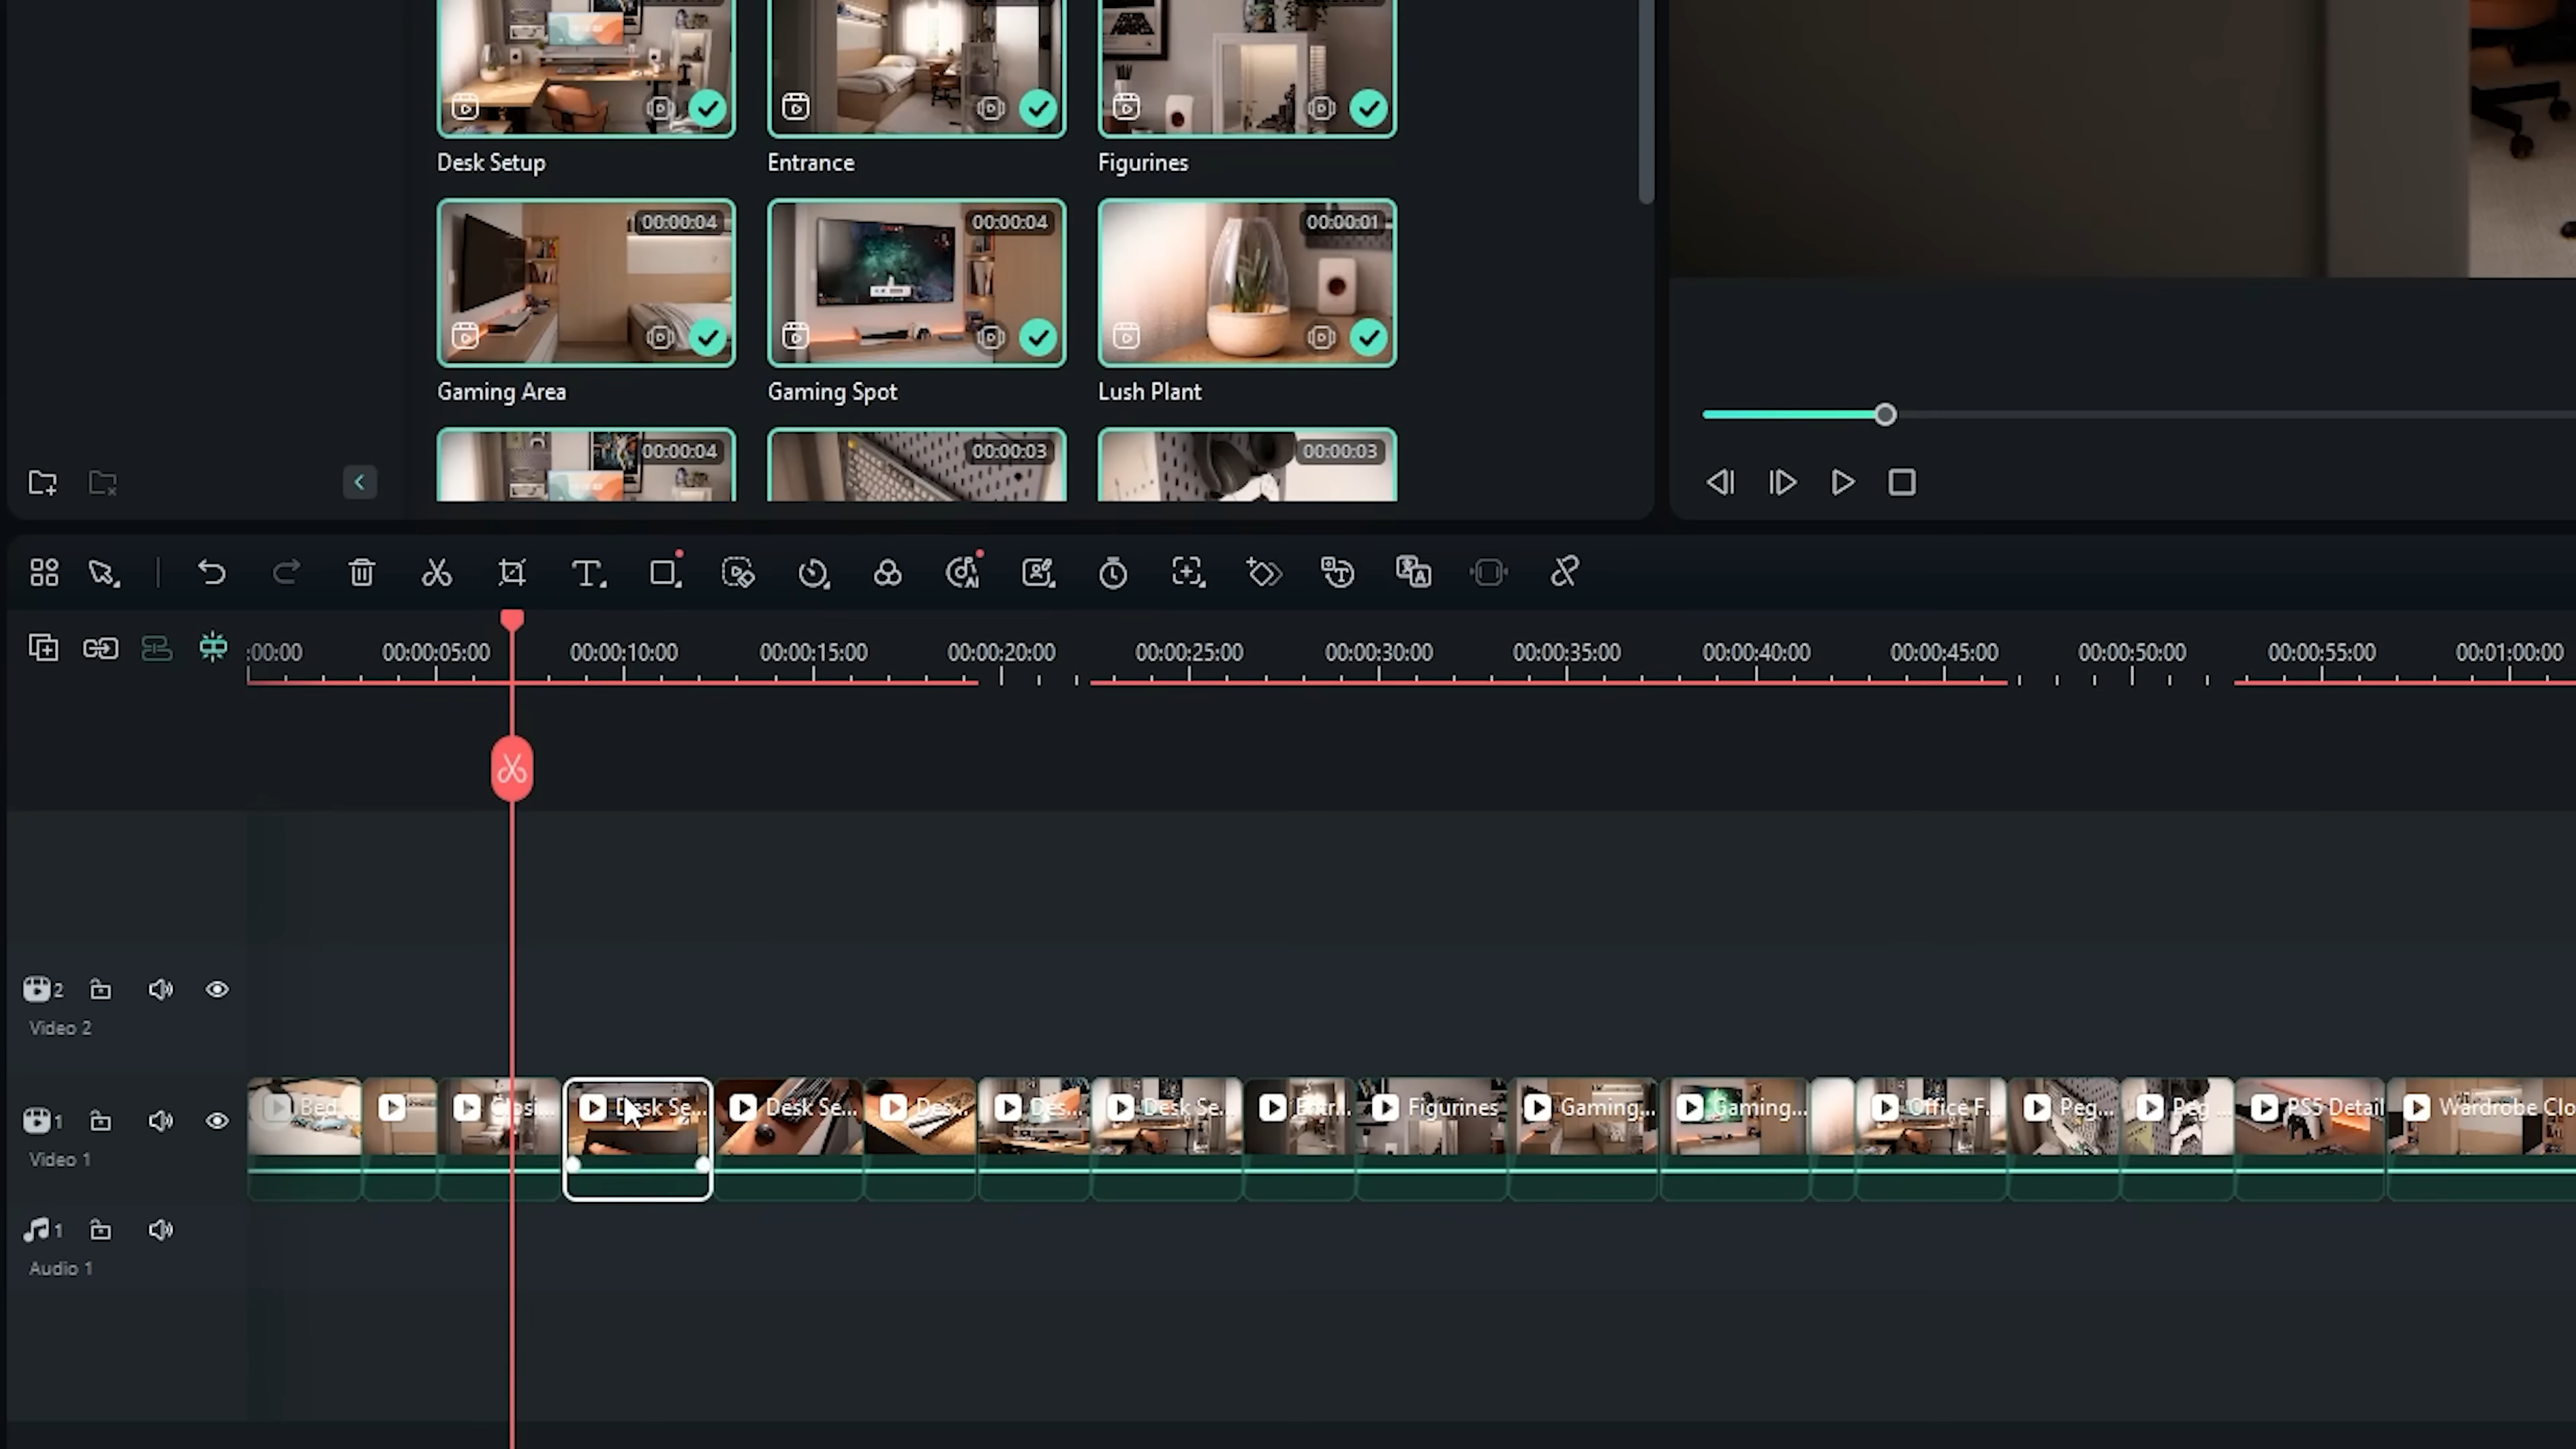 Desk Setup
Entrance
Figurines
00:00:04
00:00:04
00:00:01
Gaming Area
Gaming Spot
Lush Plant
00:00:04
00:00:03
00:00:03
AI
:00:00
00:00:05:00
00:00:10:00
00:00:15:00
00:00:20:00
00:00:25:00
00:00:30:00
00:00:35:00
00:00:40:00
00:00:45:00
00:00:50:00
00:00:55:00
00:01:00:00
2
Video 2
Bed...
Closi...
Desk Se...
Desk Se...
Des...
Des...
Desk Se...
Entr...
Figurines
Gaming...
Gaming...
Office F...
Peg...
Peg ...
PS5 Detail
Wardrobe Clo
1
Video 1
1
Audio 1